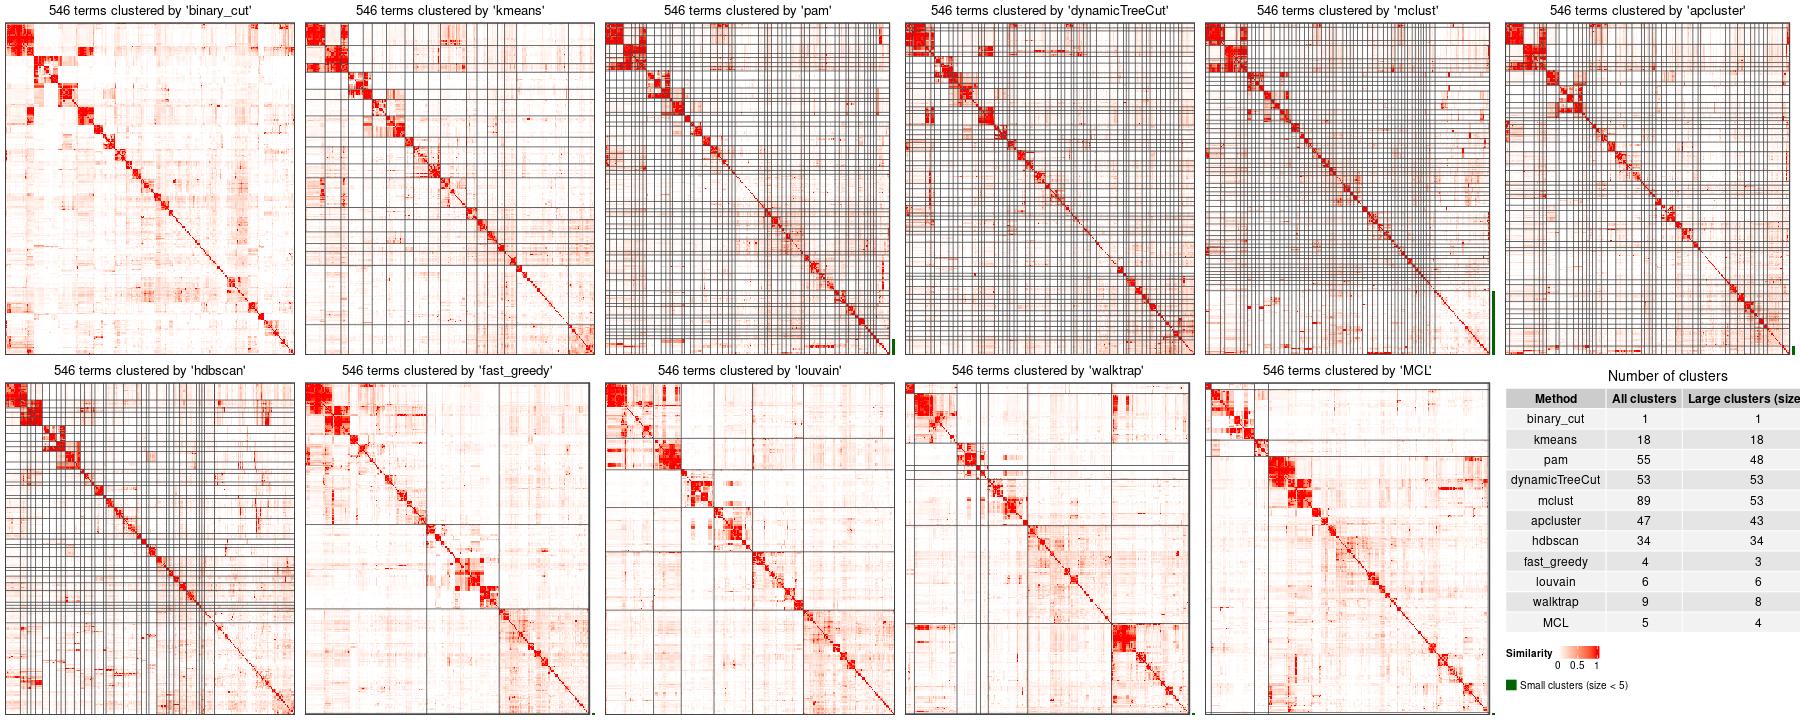 546 terms clustered by 'binary_cut'
546 terms clustered by 'kmeans'
546 terms clustered by 'pam'
546 terms clustered by 'dynamicTreeCut'
546 terms clustered by 'mclust'
546 terms clustered by 'apcluster'
546 terms clustered by 'hdbscan'
546 terms clustered by 'fast_greedy'
546 terms clustered by 'louvain'
546 terms clustered by 'walktrap'
546 terms clustered by 'MCL'
Number of clusters
Method All clusters Large clusters (size
binary_cut 1 1
kmeans 18 18
pam 55 48
dynamicTreeCut 53 53
mclust 89 53
apcluster 47 43
hdbscan 34 34
fast_greedy 4 3
louvain 6 6
walktrap 9 8
MCL 5 4
Similarity
0 0.5 1
Small clusters (size < 5)